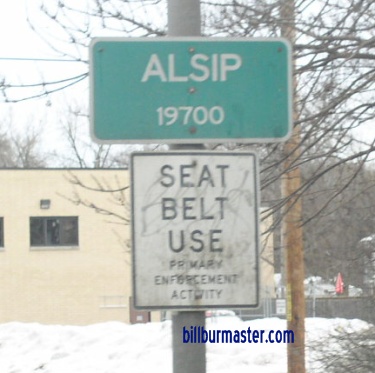 ALSIP
19700
SEAT
BELT
USE
PRIMARY
ENFORCEMENT
ACTIVITY
billburmaster.com